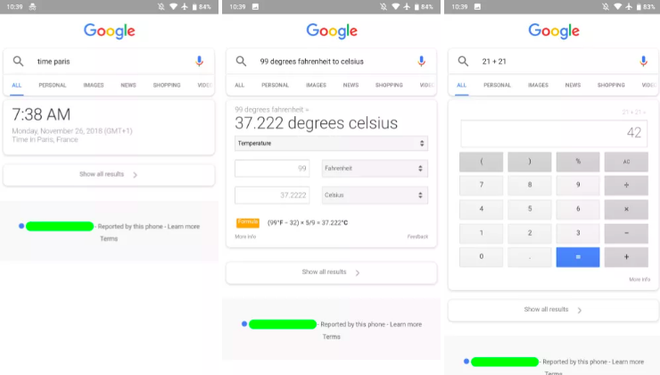 10:39
84%
Google
time paris
ALL PERSONAL IMAGES NEWS SHOPPING
7:38 AM
Monday, November 26, 2018 (GMT+1)
Time in Paris, France
Show all results
- Reported by this phone - Learn more
Terms
10:39
84%
Google
99 degrees fahrenheit to celsius
ALL PERSONAL IMAGES NEWS SHOPPING
99 degrees fahrenheit =
37.222 degrees celsius
Temperature
99 Fahrenheit
37.2222 Celsius
Formula (99°F − 32) × 5/9 = 37.222°C
More info Feedback
Show all results
- Reported by this phone - Learn more
Terms
10:39
83%
Google
21 + 21
ALL PERSONAL IMAGES NEWS SHOPPING
21 + 21 =
42
( ) % AC
7 8 9 ÷
4 5 6 ×
1 2 3 −
0 . = +
More info
Show all results
- Reported by this phone - Learn more
Terms